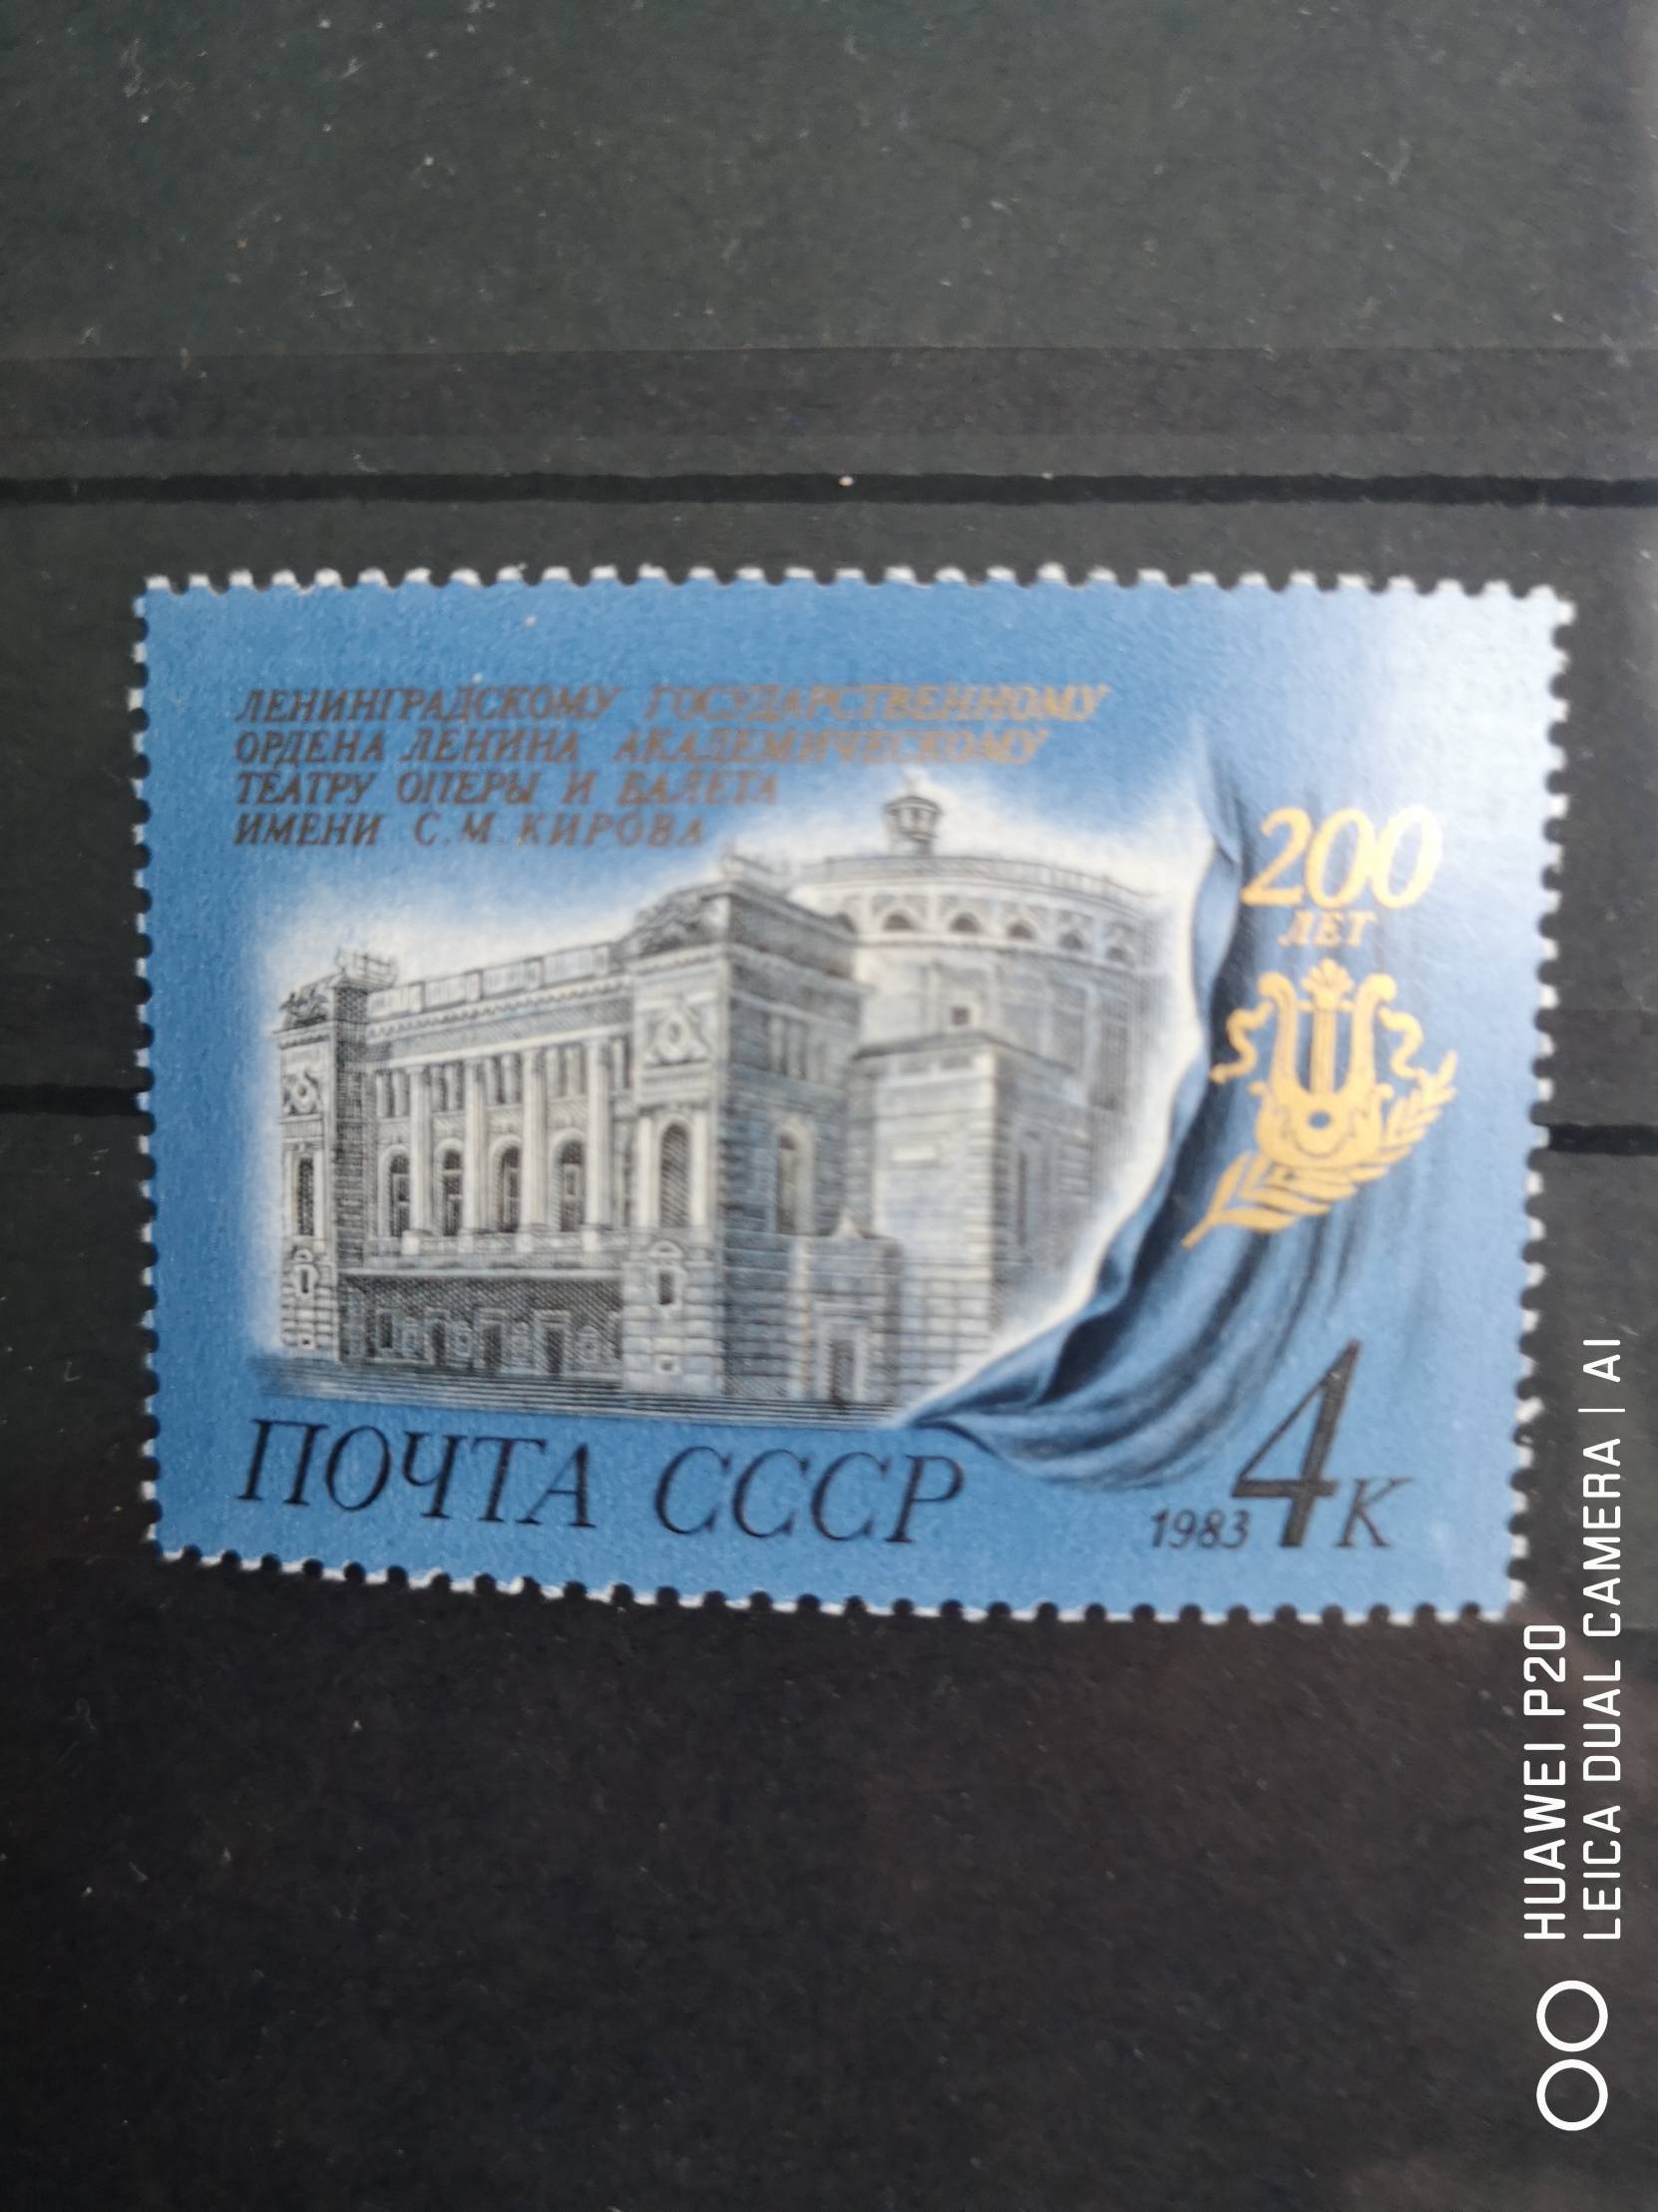 ЛЕНИНГРАДСКОМУ ГОСУДАРСТВЕННОМУ
ОРДЕНА ЛЕНИНА АКАДЕМИЧЕСКОМУ
ТЕАТРУ ОПЕРЫ И БАЛЕТА
ИМЕНИ С.М.КИРОВА
200
ЛЕТ
ПОЧТА СССР
1983 4К
HUAWEI P20
LEICA DUAL CAMERA | AI